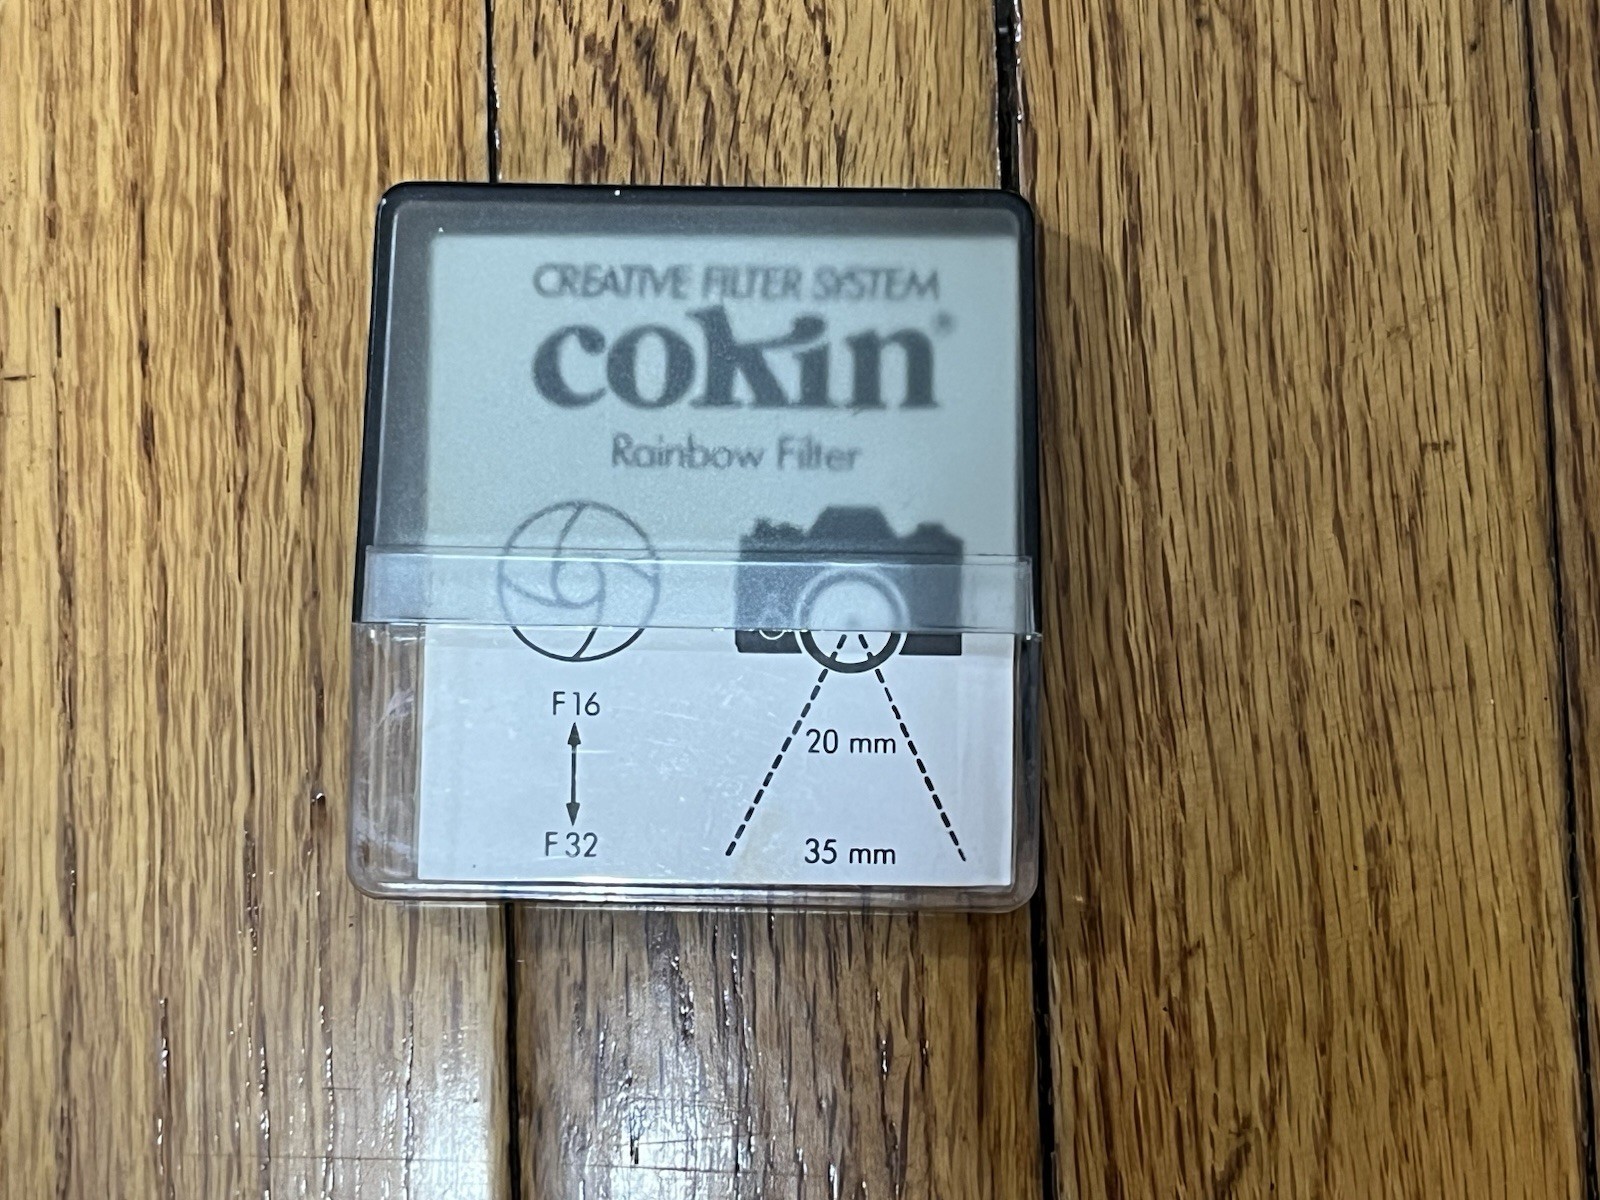 CREATIVE FILTER SYSTEM
cokin®
Rainbow Filter
F16
F32
20 mm
35 mm